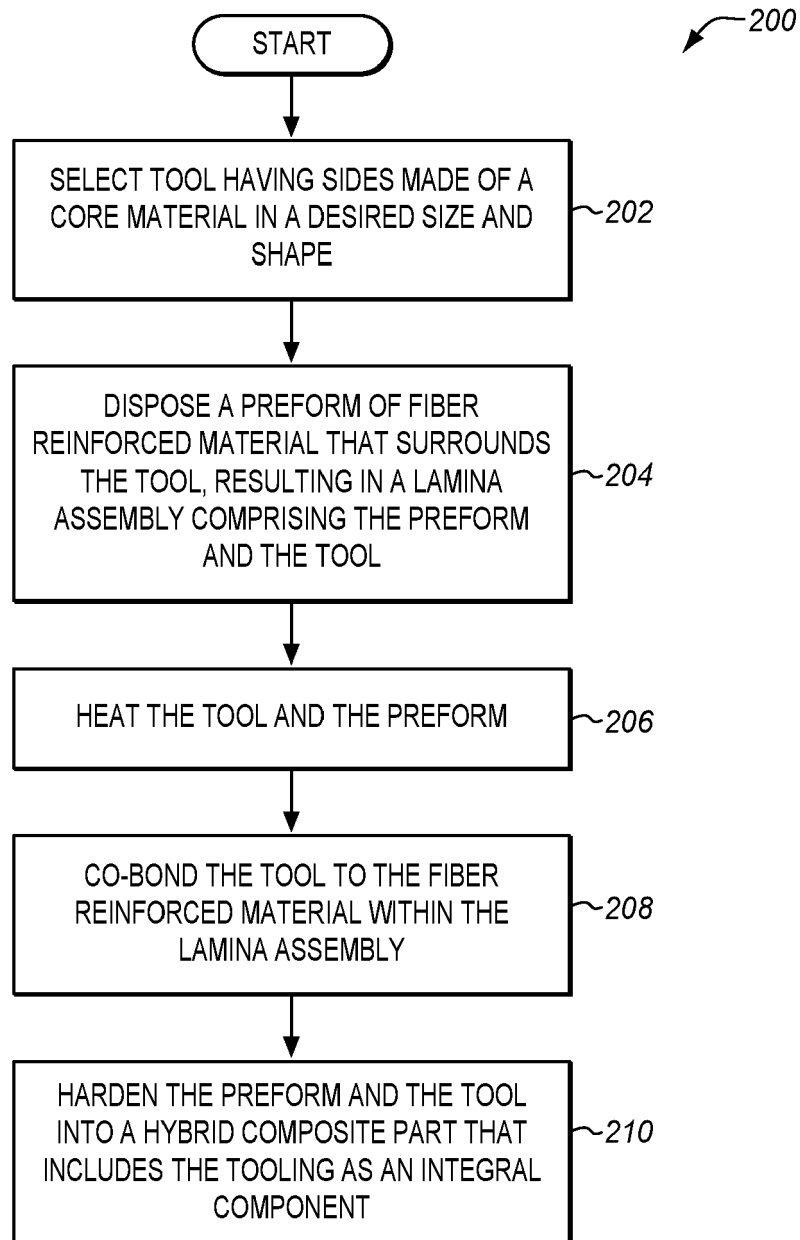 START
200
SELECT TOOL HAVING SIDES MADE OF A
CORE MATERIAL IN A DESIRED SIZE AND
SHAPE
202
DISPOSE A PREFORM OF FIBER
REINFORCED MATERIAL THAT SURROUNDS
THE TOOL, RESULTING IN A LAMINA
ASSEMBLY COMPRISING THE PREFORM
AND THE TOOL
204
HEAT THE TOOL AND THE PREFORM
206
CO-BOND THE TOOL TO THE FIBER
REINFORCED MATERIAL WITHIN THE
LAMINA ASSEMBLY
208
HARDEN THE PREFORM AND THE TOOL
INTO A HYBRID COMPOSITE PART THAT
INCLUDES THE TOOLING AS AN INTEGRAL
COMPONENT
210